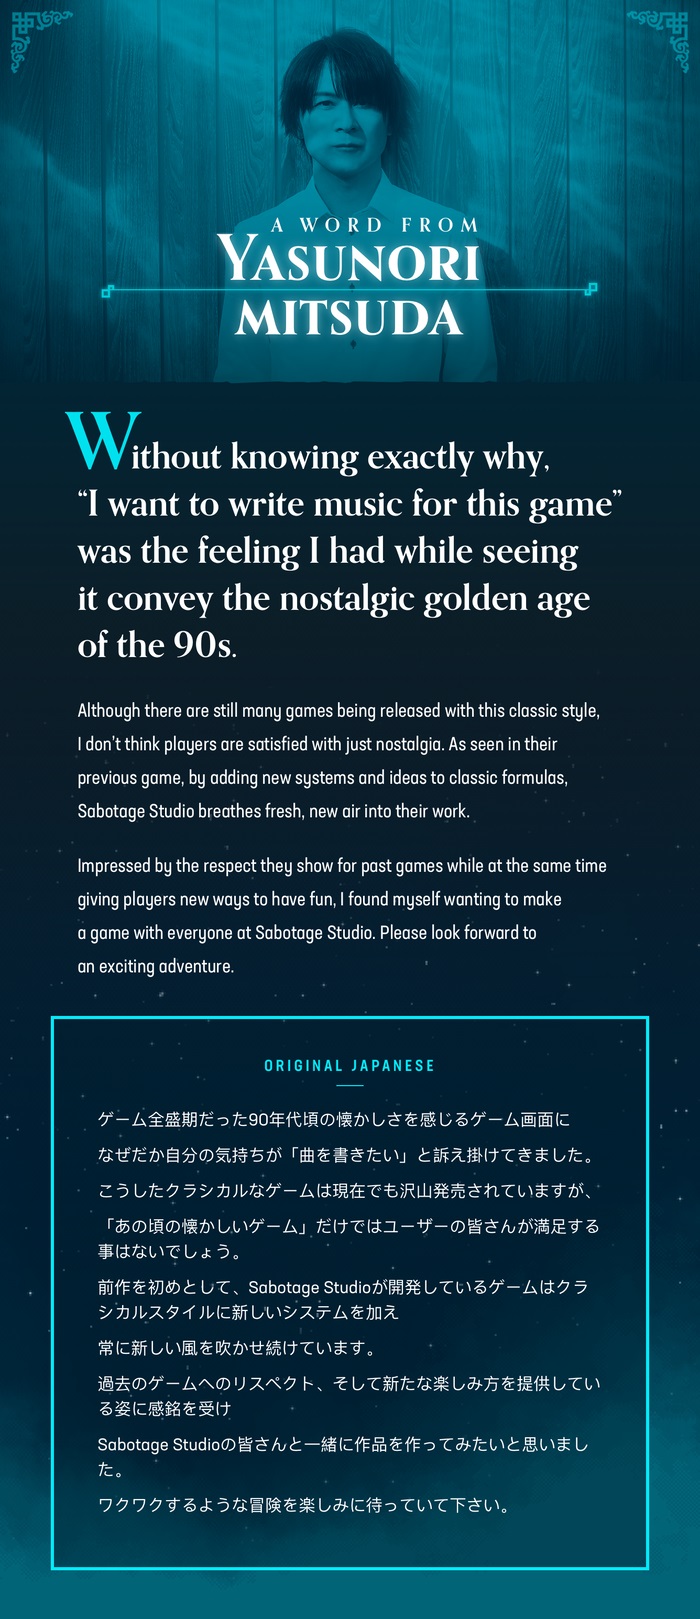 A WORD FROM
YASUNORI
MITSUDA
Without knowing exactly why,
“I want to write music for this game”
was the feeling I had while seeing
it convey the nostalgic golden age
of the 90s.
Although there are still many games being released with this classic style,
I don’t think players are satisfied with just nostalgia. As seen in their
previous game, by adding new systems and ideas to classic formulas,
Sabotage Studio breathes fresh, new air into their work.
Impressed by the respect they show for past games while at the same time
giving players new ways to have fun, I found myself wanting to make
a game with everyone at Sabotage Studio. Please look forward to
an exciting adventure.
ORIGINAL JAPANESE
ゲーム全盛期だった90年代頃の懐かしさを感じるゲーム画面に
なぜだか自分の気持ちが「曲を書きたい」と訴え掛けてきました。
こうしたクラシカルなゲームは現在でも沢山発売されていますが、
「あの頃の懐かしいゲーム」だけではユーザーの皆さんが満足する
事はないでしょう。
前作を初めとして、Sabotage Studioが開発しているゲームはクラ
シカルスタイルに新しいシステムを加え
常に新しい風を吹かせ続けています。
過去のゲームへのリスペクト、そして新たな楽しみ方を提供してい
る姿に感銘を受け
Sabotage Studioの皆さんと一緒に作品を作ってみたいと思いまし
た。
ワクワクするような冒険を楽しみに待っていて下さい。